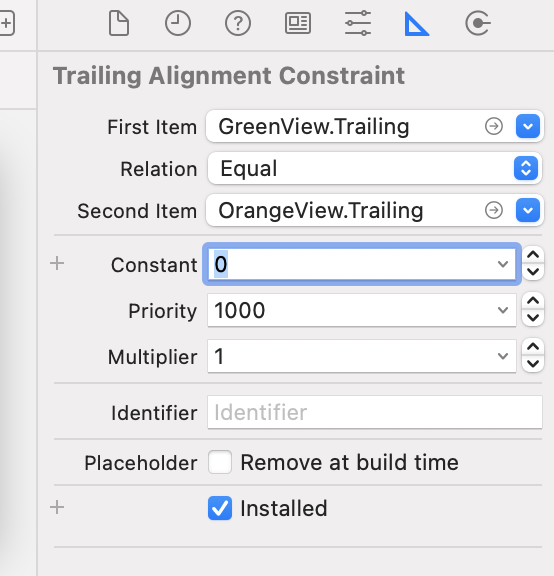 Trailing Alignment Constraint
First Item GreenView.Trailing
Relation Equal
Second Item OrangeView.Trailing
Constant 0
Priority 1000
Multiplier 1
Identifier Identifier
Placeholder Remove at build time
Installed